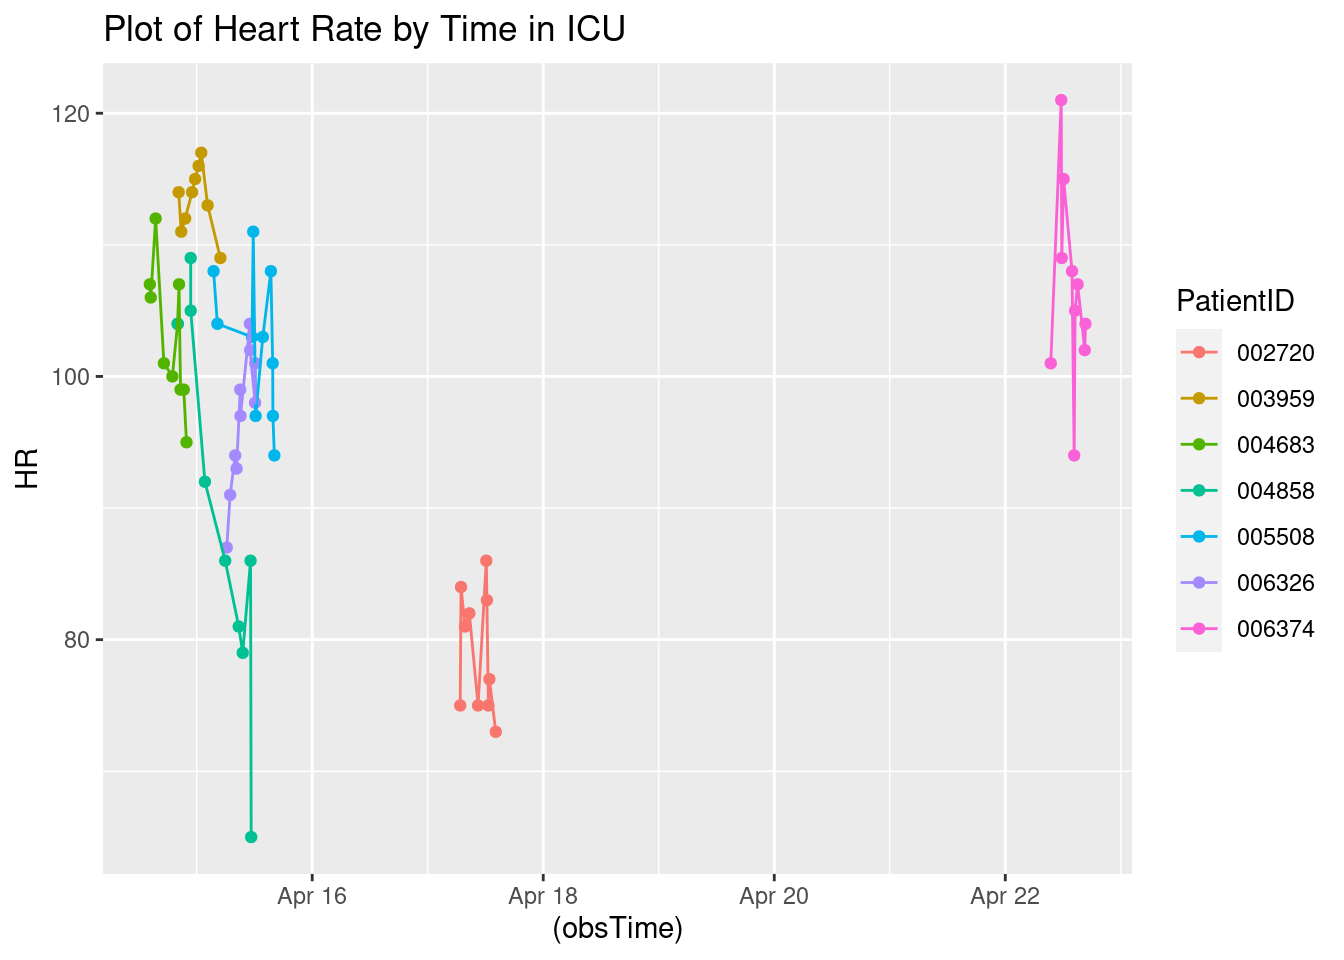 Plot of Heart Rate by Time in ICU
120
100
80
HR
Apr 16
Apr 18
Apr 20
Apr 22
(obsTime)
PatientID
002720
003959
004683
004858
005508
006326
006374